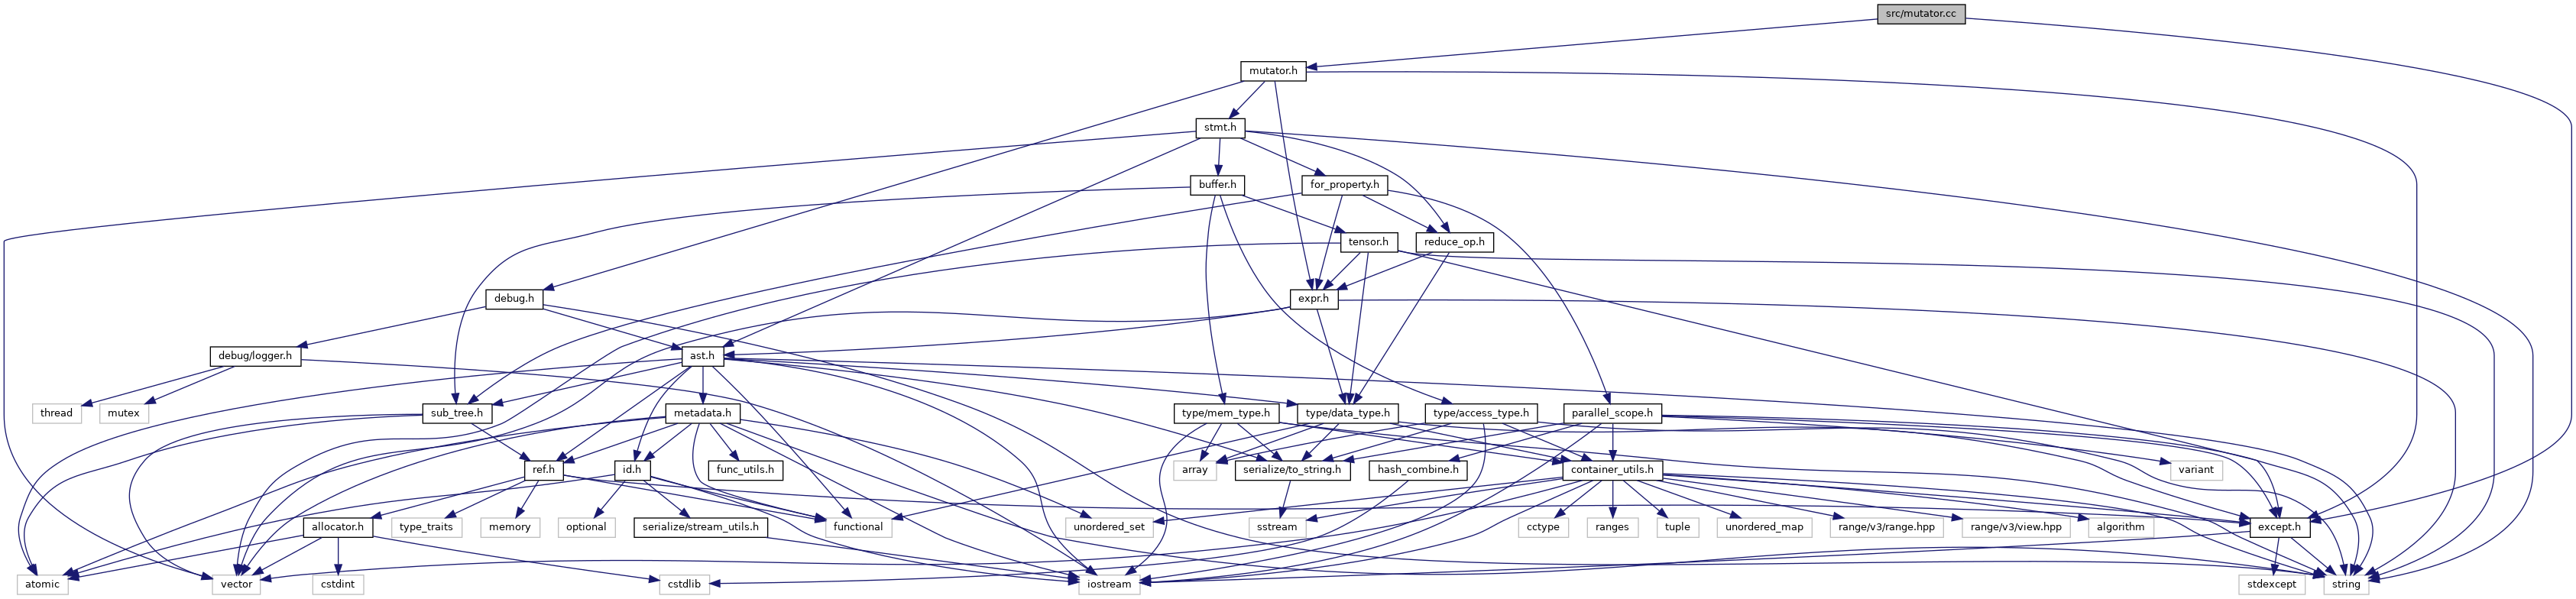 src/mutator.cc
mutator.h
stmt.h
buffer.h
for_property.h
tensor.h
reduce_op.h
debug.h
expr.h
debug/logger.h
ast.h
thread
mutex
sub_tree.h
metadata.h
type/mem_type.h
type/data_type.h
type/access_type.h
parallel_scope.h
ref.h
id.h
func_utils.h
array
serialize/to_string.h
hash_combine.h
container_utils.h
variant
allocator.h
type_traits
memory
optional
serialize/stream_utils.h
functional
unordered_set
sstream
cctype
ranges
tuple
unordered_map
range/v3/range.hpp
range/v3/view.hpp
algorithm
except.h
atomic
vector
cstdint
cstdlib
iostream
stdexcept
string